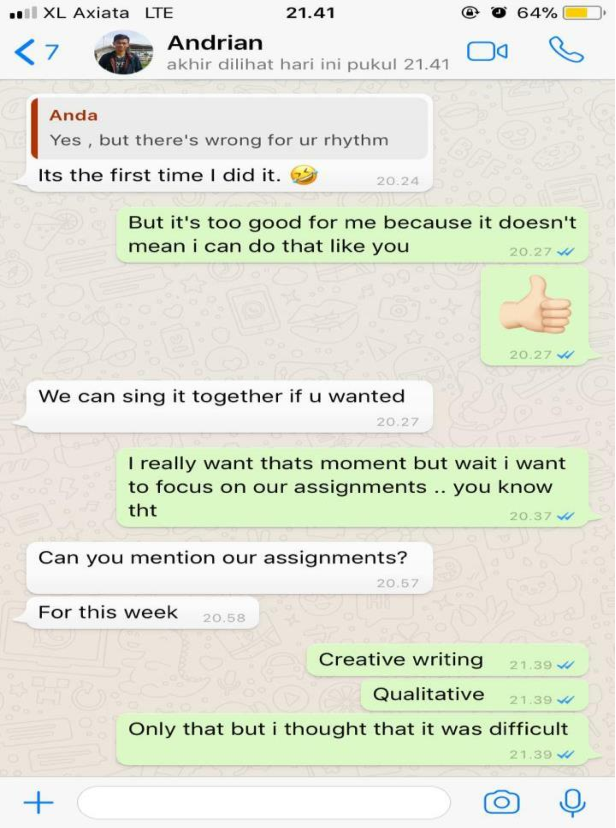 XL Axiata LTE 21.41 64%
7 Andrian
akhir dilihat hari ini pukul 21.41
Anda
Yes , but there's wrong for ur rhythm
Its the first time I did it. 🤣
20.24
But it's too good for me because it doesn't
mean i can do that like you
20.27
👍🏻
20.27
We can sing it together if u wanted
20.27
I really want thats moment but wait i want
to focus on our assignments .. you know
tht
20.37
Can you mention our assignments?
20.57
For this week 20.58
Creative writing 21.39
Qualitative 21.39
Only that but i thought that it was difficult
21.39